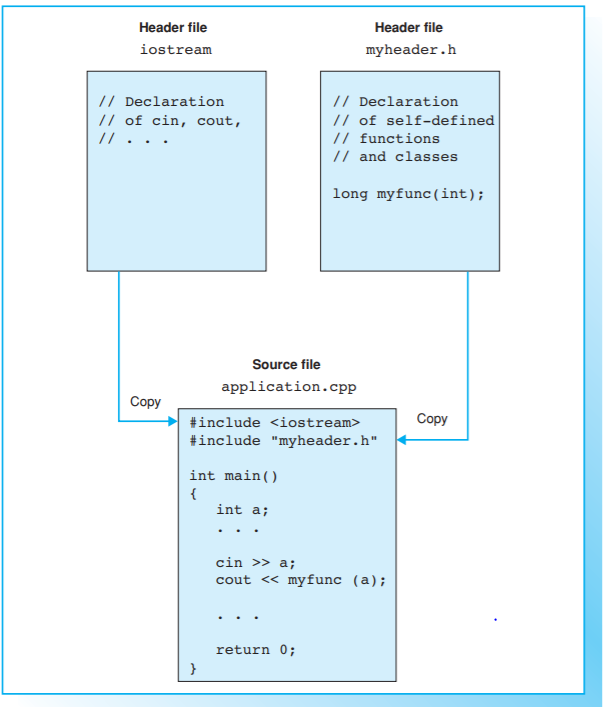 Header file
iostream
// Declaration
// of cin, cout,
// . . .
Header file
myheader.h
// Declaration
// of self-defined
// functions
// and classes
long myfunc(int);
Copy
Source file
application.cpp
Copy
#include <iostream>
#include "myheader.h"
int main()
{
int a;
. . .
cin >> a;
cout << myfunc (a);
. . .
return 0;
}
.